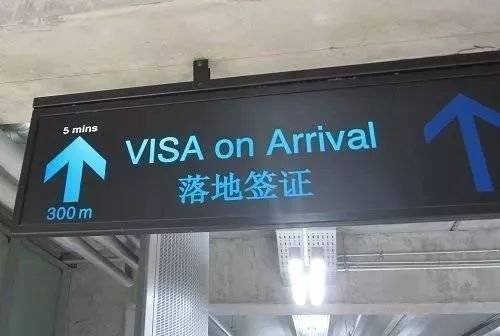 5 mins
300 m
VISA on Arrival
落地签证